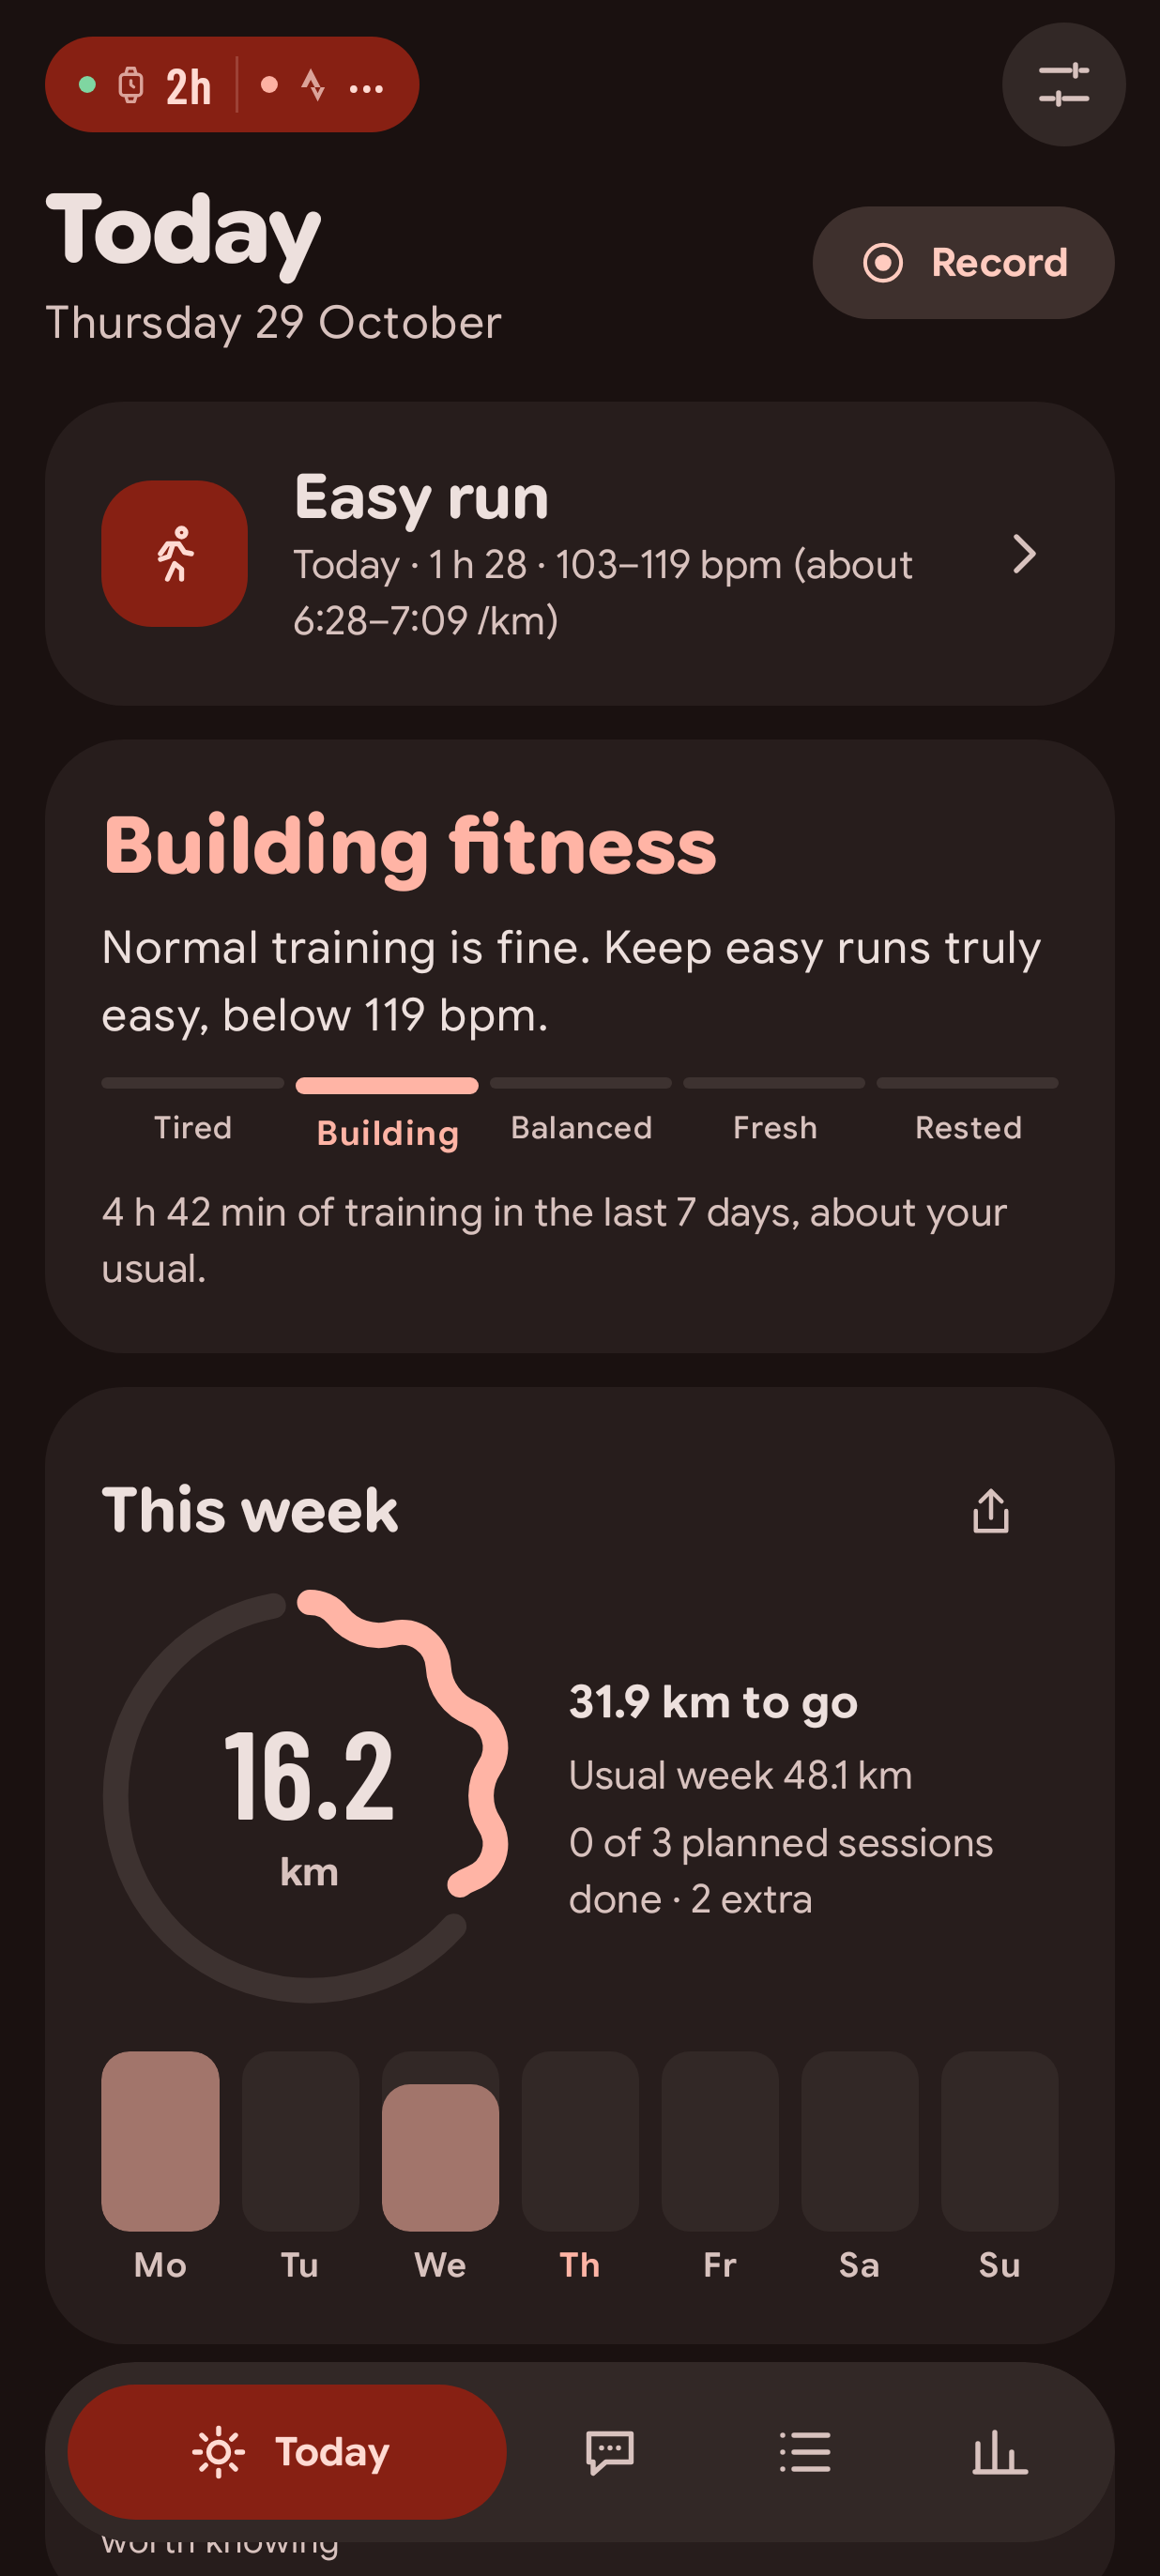 2h ...
Today
Thursday 29 October
Record
Easy run
Today · 1 h 28 · 103–119 bpm (about
6:28–7:09 /km)
Building fitness
Normal training is fine. Keep easy runs truly
easy, below 119 bpm.
Tired Building Balanced Fresh Rested
4 h 42 min of training in the last 7 days, about your
usual.
This week
16.2
km
31.9 km to go
Usual week 48.1 km
0 of 3 planned sessions
done · 2 extra
Mo Tu We Th Fr Sa Su
Today
worth knowing